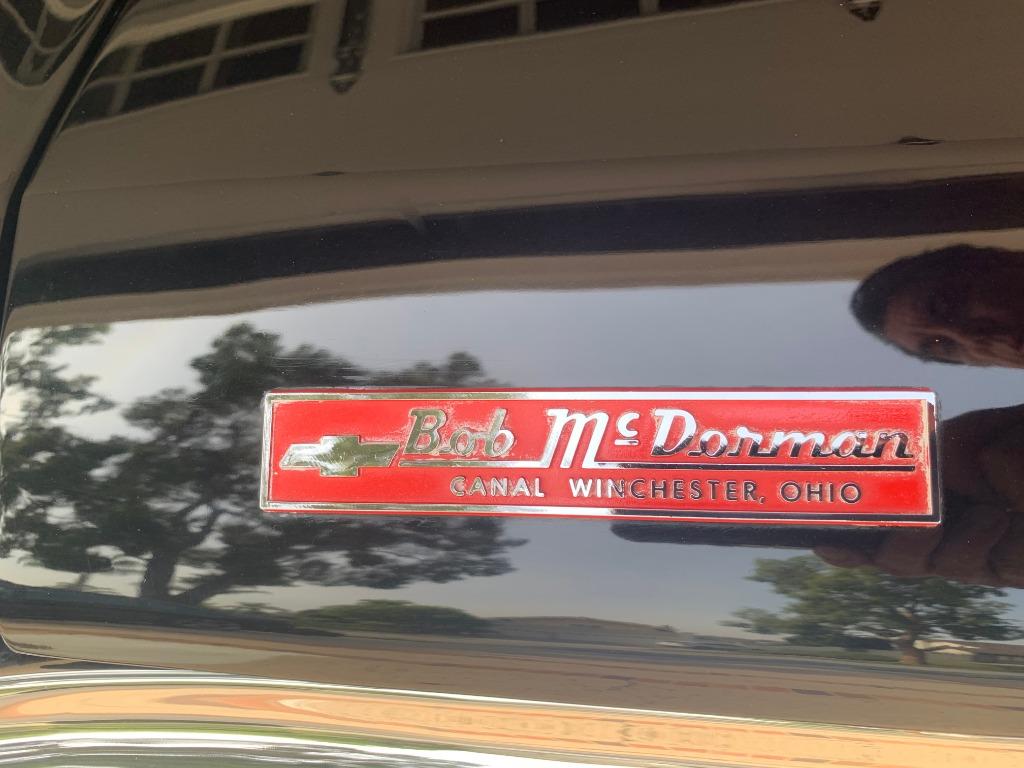 Bob McDorman
CANAL WINCHESTER, OHIO